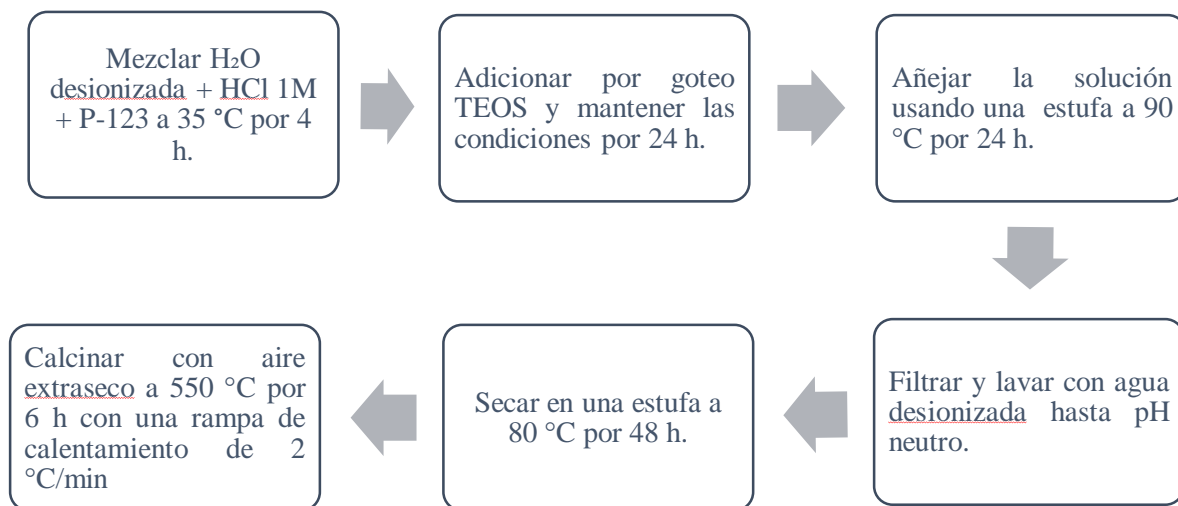 Mezclar H₂O
desionizada + HCl 1M
+ P-123 a 35 °C por 4
h.
Adicionar por goteo
TEOS y mantener las
condiciones por 24 h.
Añejar la solución
usando una estufa a 90
°C por 24 h.
Filtrar y lavar con agua
desionizada hasta pH
neutro.
Secar en una estufa a
80 °C por 48 h.
Calcinar con aire
extraseco a 550 °C por
6 h con una rampa de
calentamiento de 2
°C/min